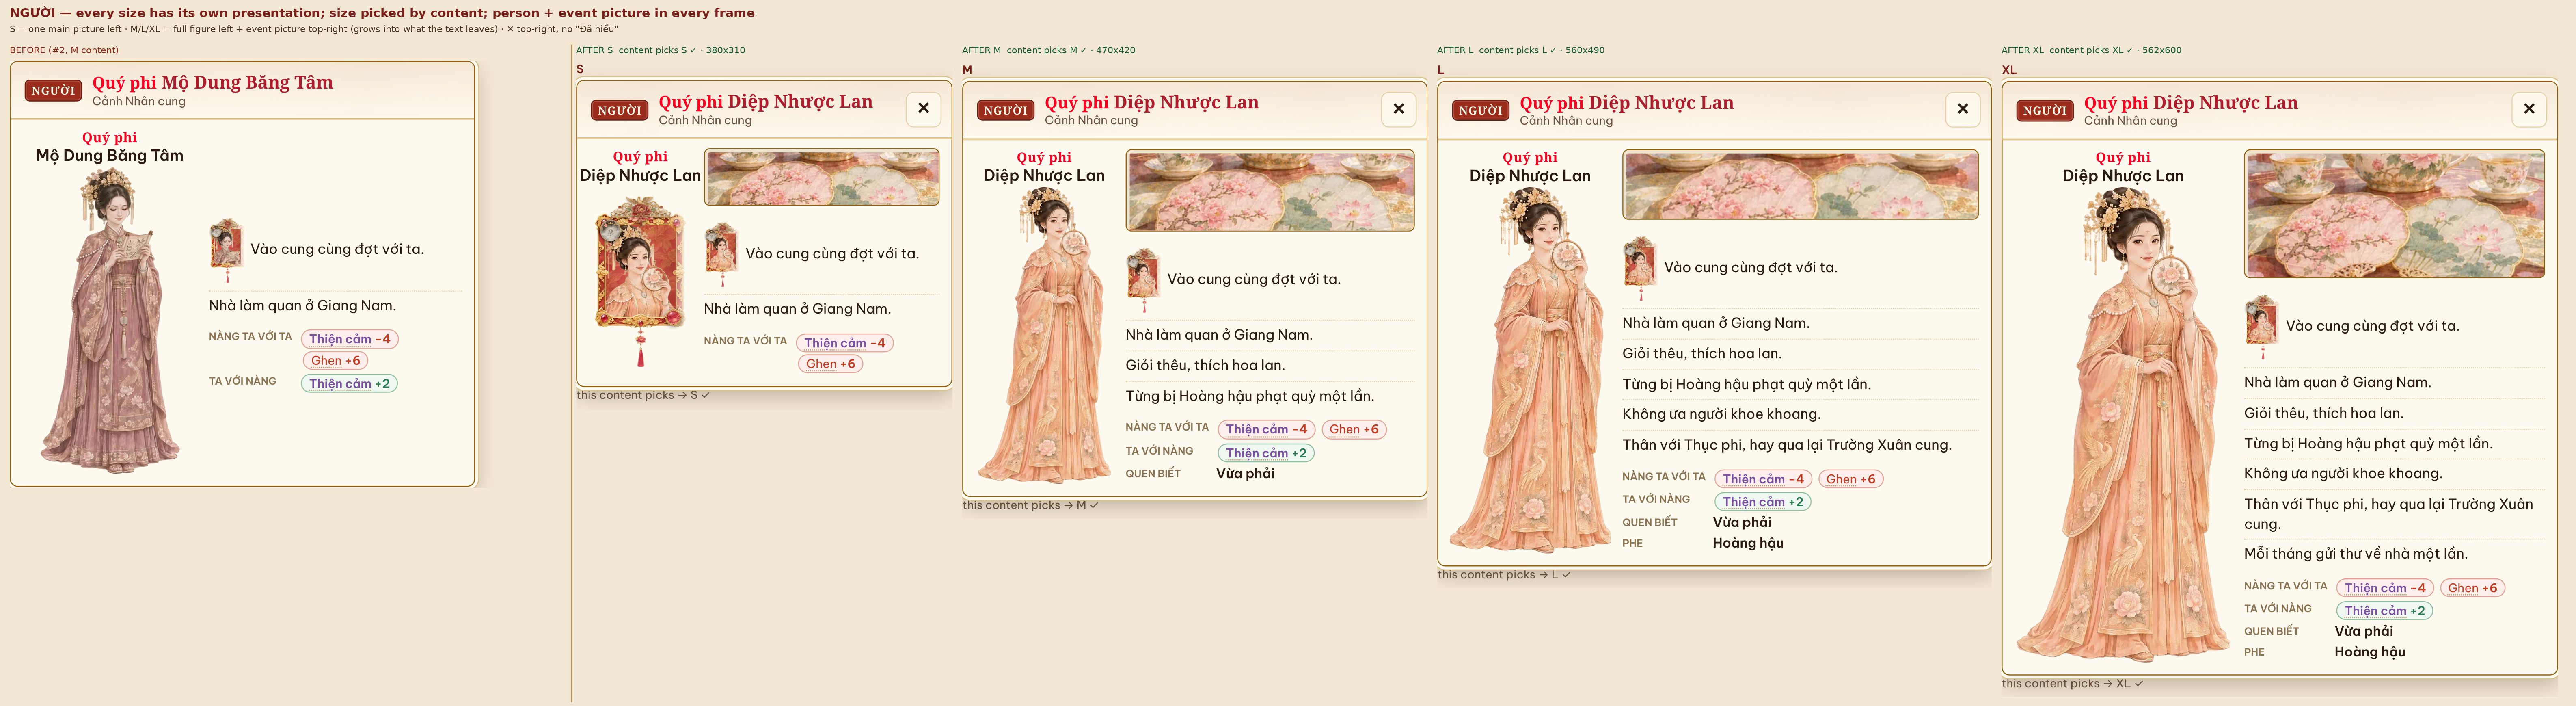 NGƯỜI — every size has its own presentation; size picked by content; person + event picture in every frame
S = one main picture left · M/L/XL = full figure left + event picture top-right (grows into what the text leaves) · ✕ top-right, no "Đã hiểu"
BEFORE (#2, M content)
NGƯỜI
Quý phi Mộ Dung Băng Tâm
Cảnh Nhân cung
Quý phi
Mộ Dung Băng Tâm
Vào cung cùng đợt với ta.
Nhà làm quan ở Giang Nam.
NÀNG TA VỚI TA Thiện cảm −4
Ghen +6
TA VỚI NÀNG Thiện cảm +2
AFTER S content picks S ✓ · 380x310
S
NGƯỜI
Quý phi Diệp Nhược Lan
Cảnh Nhân cung
✕
Quý phi
Diệp Nhược Lan
Vào cung cùng đợt với ta.
Nhà làm quan ở Giang Nam.
NÀNG TA VỚI TA Thiện cảm −4
Ghen +6
this content picks → S ✓
AFTER M content picks M ✓ · 470x420
M
NGƯỜI
Quý phi Diệp Nhược Lan
Cảnh Nhân cung
✕
Quý phi
Diệp Nhược Lan
Vào cung cùng đợt với ta.
Nhà làm quan ở Giang Nam.
Giỏi thêu, thích hoa lan.
Từng bị Hoàng hậu phạt quỳ một lần.
NÀNG TA VỚI TA Thiện cảm −4 Ghen +6
TA VỚI NÀNG Thiện cảm +2
QUEN BIẾT Vừa phải
this content picks → M ✓
AFTER L content picks L ✓ · 560x490
L
NGƯỜI
Quý phi Diệp Nhược Lan
Cảnh Nhân cung
✕
Quý phi
Diệp Nhược Lan
Vào cung cùng đợt với ta.
Nhà làm quan ở Giang Nam.
Giỏi thêu, thích hoa lan.
Từng bị Hoàng hậu phạt quỳ một lần.
Không ưa người khoe khoang.
Thân với Thục phi, hay qua lại Trường Xuân cung.
NÀNG TA VỚI TA Thiện cảm −4 Ghen +6
TA VỚI NÀNG Thiện cảm +2
QUEN BIẾT Vừa phải
PHE Hoàng hậu
this content picks → L ✓
AFTER XL content picks XL ✓ · 562x600
XL
NGƯỜI
Quý phi Diệp Nhược Lan
Cảnh Nhân cung
✕
Quý phi
Diệp Nhược Lan
Vào cung cùng đợt với ta.
Nhà làm quan ở Giang Nam.
Giỏi thêu, thích hoa lan.
Từng bị Hoàng hậu phạt quỳ một lần.
Không ưa người khoe khoang.
Thân với Thục phi, hay qua lại Trường Xuân
cung.
Mỗi tháng gửi thư về nhà một lần.
NÀNG TA VỚI TA Thiện cảm −4 Ghen +6
TA VỚI NÀNG Thiện cảm +2
QUEN BIẾT Vừa phải
PHE Hoàng hậu
this content picks → XL ✓